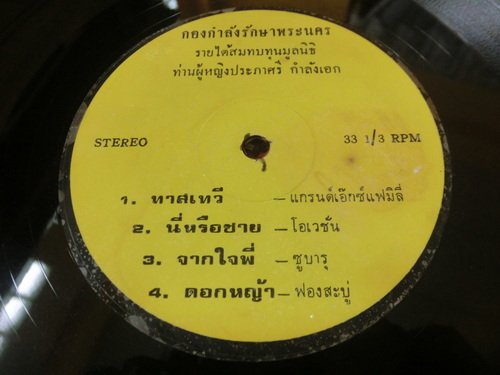 กองกำลังรักษาพระนคร
รายได้สมทบทุนมูลนิธิ
ท่านผู้หญิงประภาศรี กำลังเอก
STEREO 33 1/3 RPM
1. ทาสเทวี – แกรนด์เอ๊กซ์แฟมิลี่
2. นี่หรือชาย – โอเวชั่น
3. จากใจพี่ – ซูบารุ
4. ดอกหญ้า – ฟองสะบู่